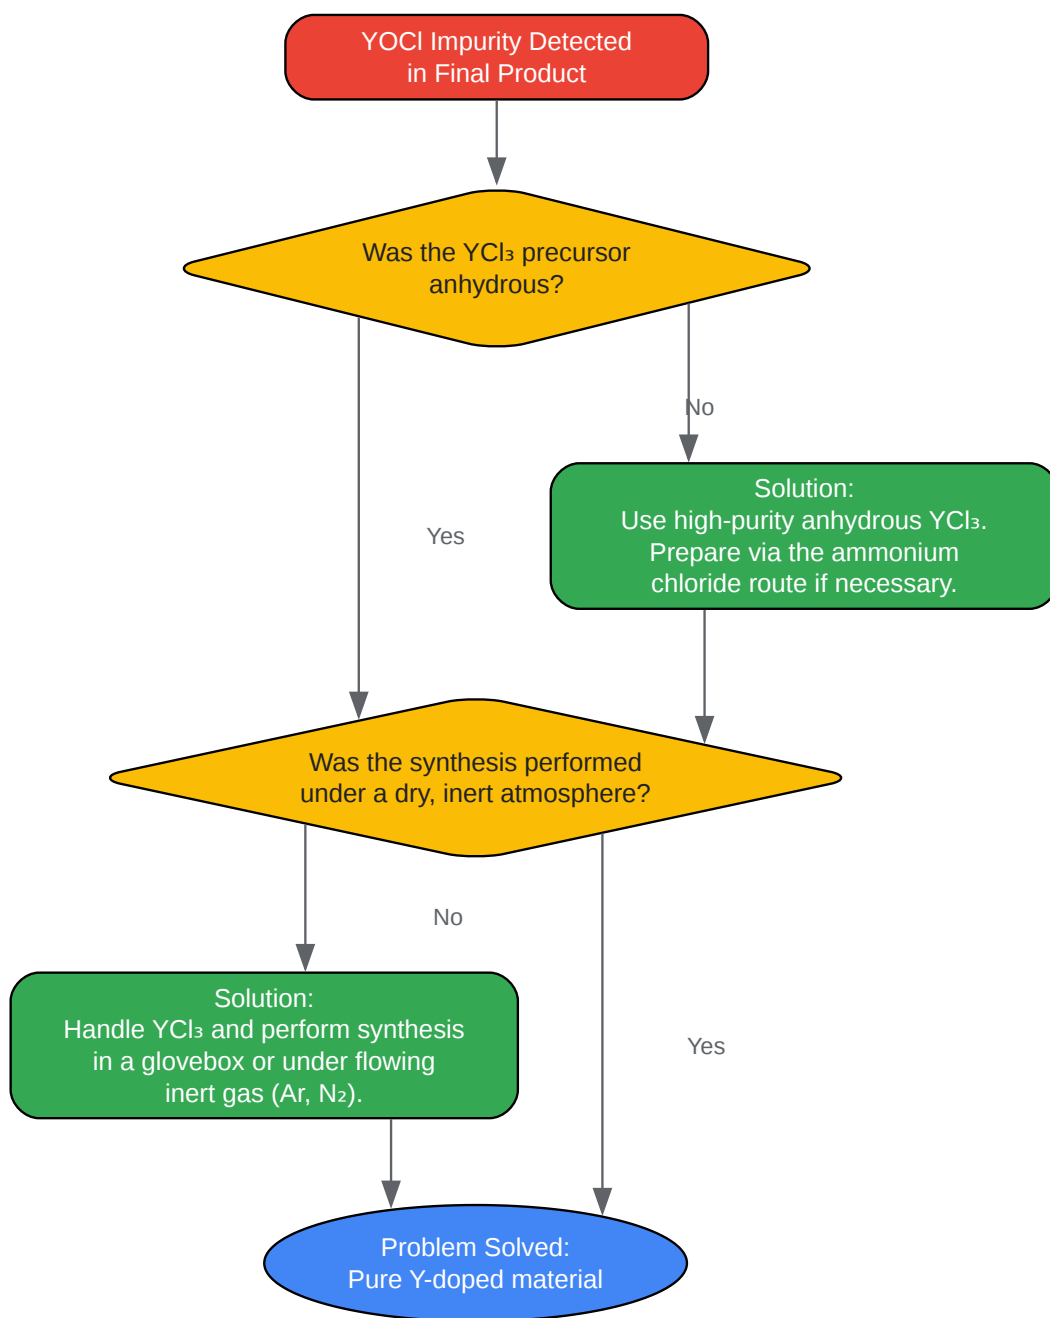 YOCl Impurity Detected
in Final Product
Was the YCl₃ precursor
anhydrous?
No
Solution:
Use high-purity anhydrous YCl₃.
Prepare via the ammonium
chloride route if necessary.
Yes
Was the synthesis performed
under a dry, inert atmosphere?
No
Solution:
Handle YCl₃ and perform synthesis
in a glovebox or under flowing
inert gas (Ar, N₂).
Yes
Problem Solved:
Pure Y-doped material